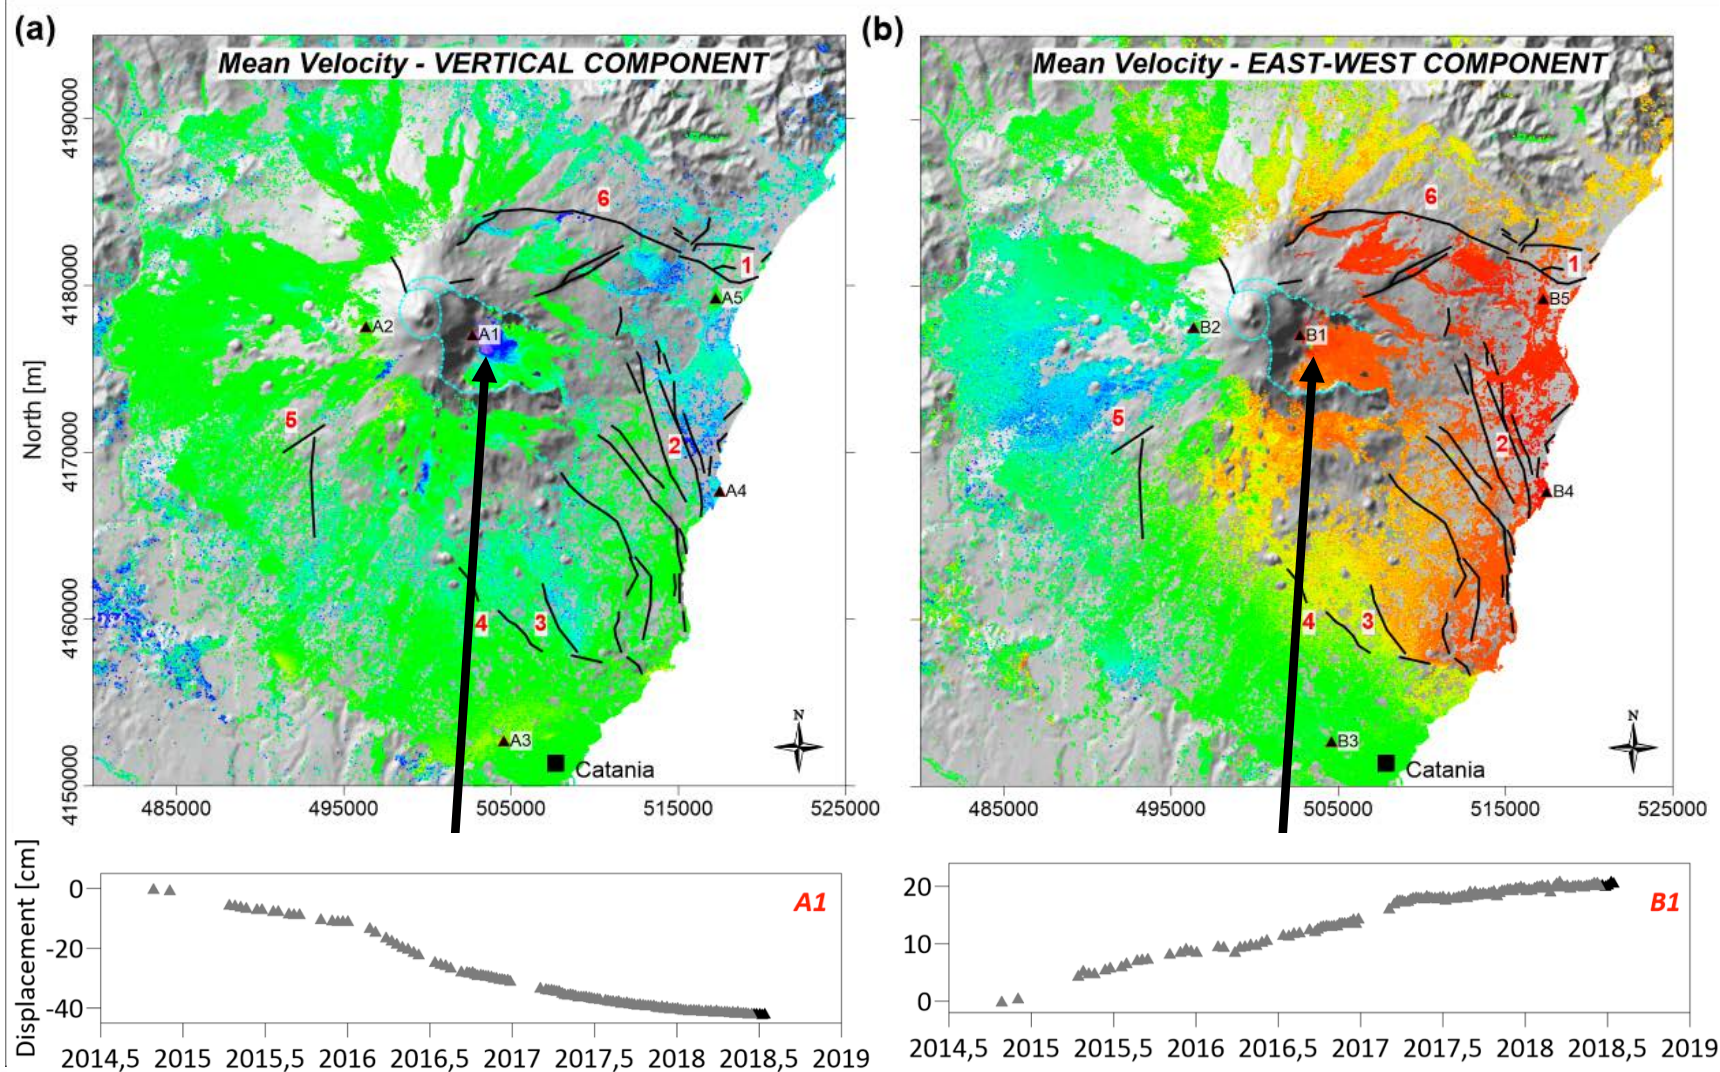 (a)
Mean Velocity - VERTICAL COMPONENT
(b)
Mean Velocity - EAST-WEST COMPONENT
North [m]
4190000
4180000
4170000
4160000
4150000
6
1
A5
A2
A1
5
2
A4
4
3
A3
Catania
N
485000
495000
505000
515000
525000
6
1
B5
B2
B1
5
2
B4
4
3
B3
Catania
N
485000
495000
505000
515000
525000
Displacement [cm]
0
-20
-40
A1
2014,5
2015
2015,5
2016
2016,5
2017
2017,5
2018
2018,5
2019
20
10
0
B1
2014,5
2015
2015,5
2016
2016,5
2017
2017,5
2018
2018,5
2019